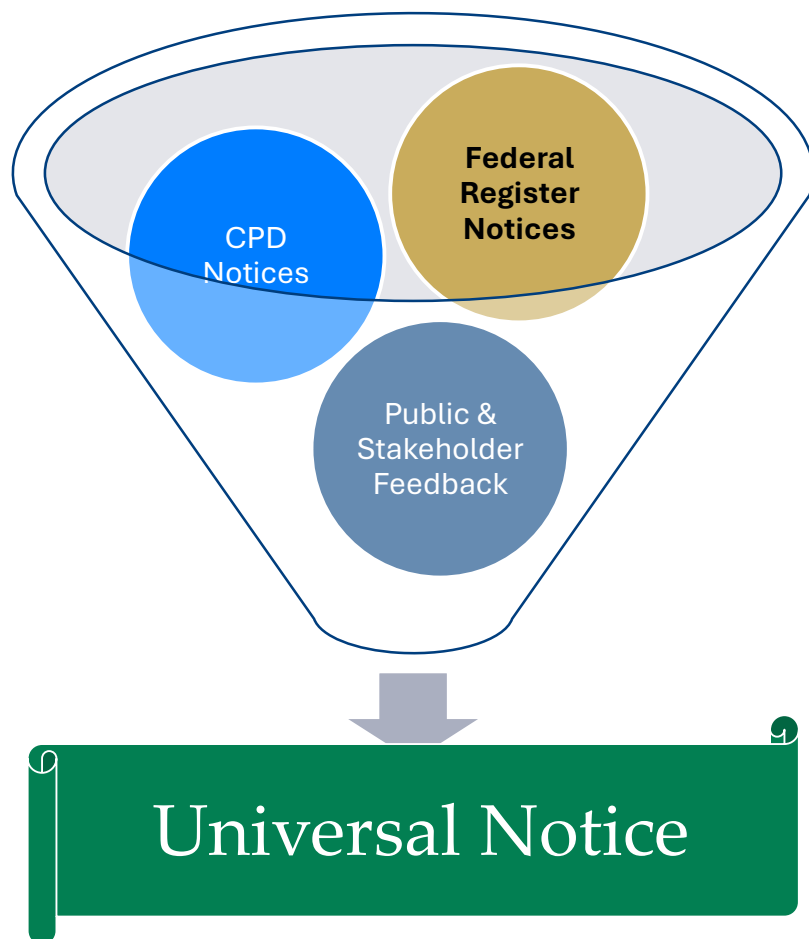 Federal
Register
Notices
CPD
Notices
Public &
Stakeholder
Feedback
Universal Notice